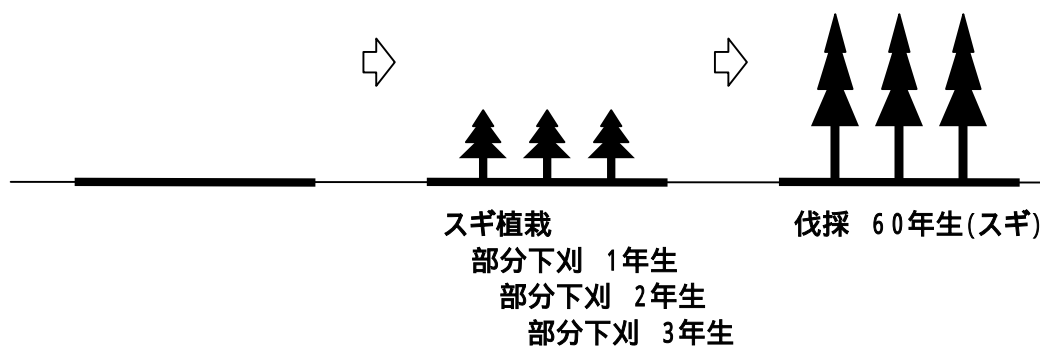 スギ植栽
部分下刈 1年生
部分下刈 2年生
部分下刈 3年生
伐採 60年生(スギ)